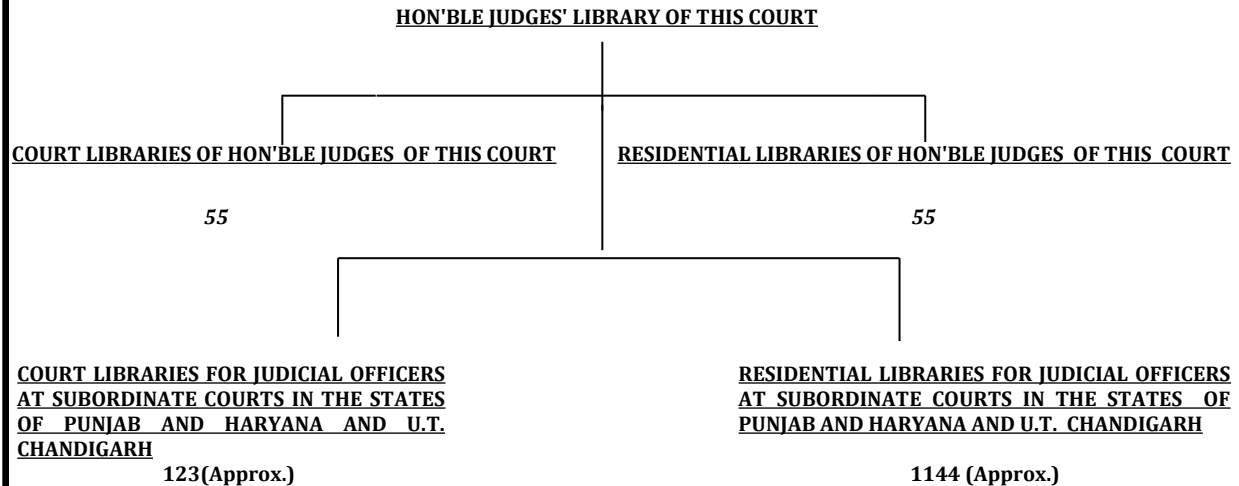 HON'BLE JUDGES' LIBRARY OF THIS COURT
COURT LIBRARIES OF HON'BLE JUDGES OF THIS COURT
55
RESIDENTIAL LIBRARIES OF HON'BLE JUDGES OF THIS COURT
55
COURT LIBRARIES FOR JUDICIAL OFFICERS
AT SUBORDINATE COURTS IN THE STATES
OF PUNJAB AND HARYANA AND U.T.
CHANDIGARH
123(Approx.)
RESIDENTIAL LIBRARIES FOR JUDICIAL OFFICERS
AT SUBORDINATE COURTS IN THE STATES OF
PUNJAB AND HARYANA AND U.T. CHANDIGARH
1144 (Approx.)